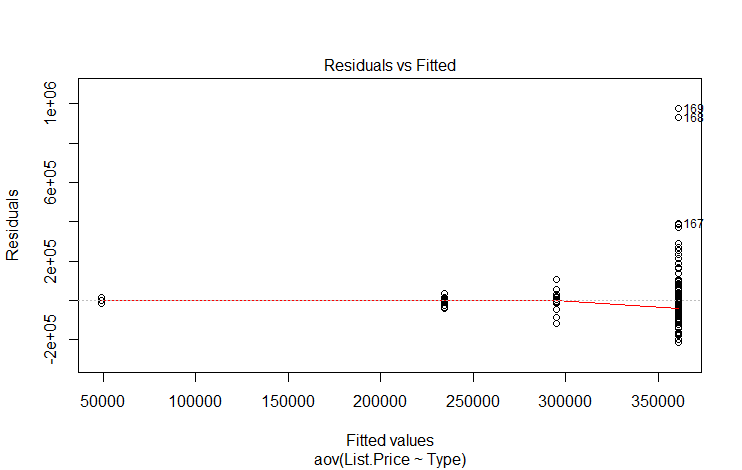 Residuals vs Fitted
1e+06
6e+05
2e+05
-2e+05
Residuals
169
168
167
50000 100000 150000 200000 250000 300000 350000
Fitted values
aov(List.Price ~ Type)